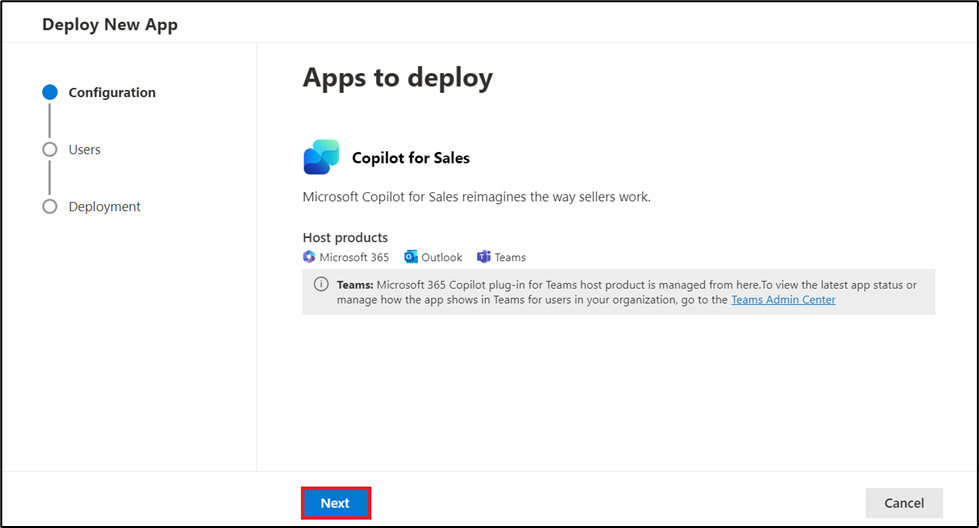 Deploy New App
Configuration
Users
Deployment
Apps to deploy
Copilot for Sales
Microsoft Copilot for Sales reimagines the way sellers work.
Host products
Microsoft 365 Outlook Teams
Teams: Microsoft 365 Copilot plug-in for Teams host product is managed from here.To view the latest app status or
manage how the app shows in Teams for users in your organization, go to the Teams Admin Center
Next
Cancel